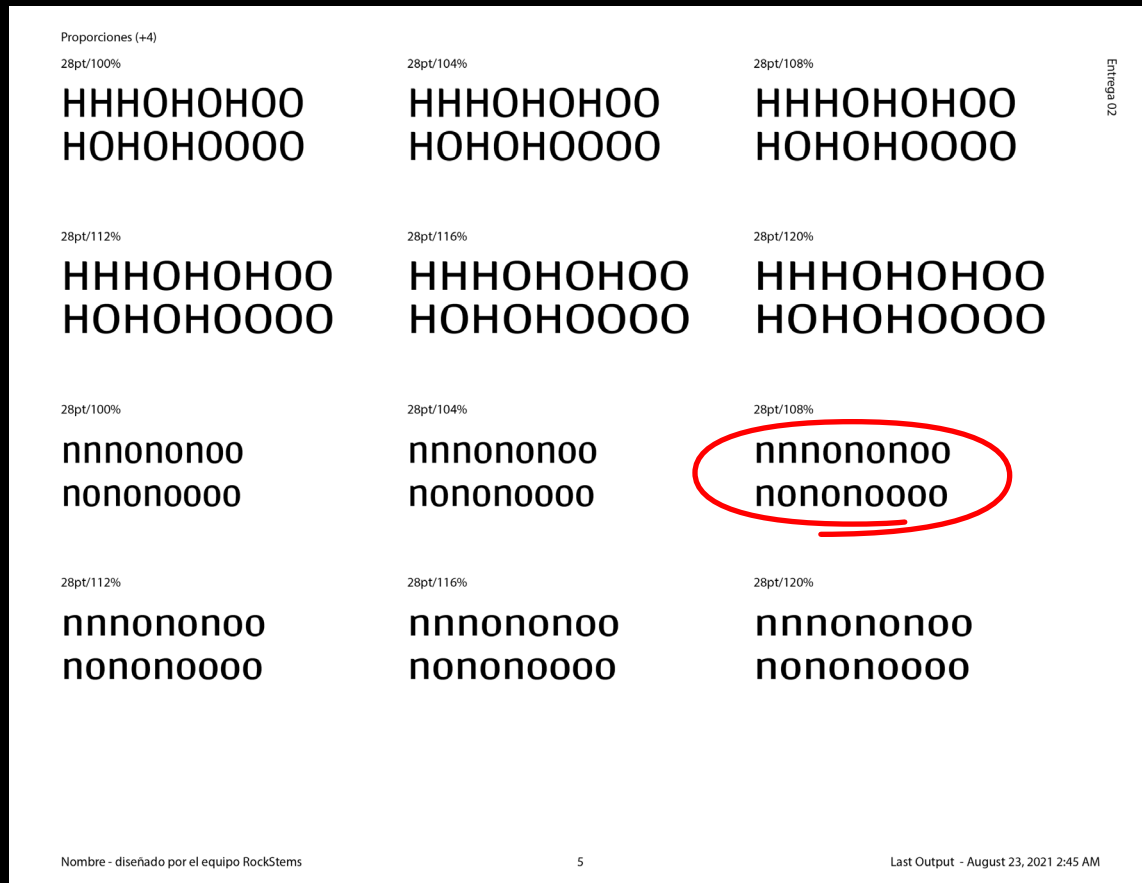 Proporciones (+4)
Entrega 02
28pt/100%
HHHOHOHOO
HOHOHOOOO
28pt/104%
HHHOHOHOO
HOHOHOOOO
28pt/108%
HHHOHOHOO
HOHOHOOOO
28pt/112%
HHHOHOHOO
HOHOHOOOO
28pt/116%
HHHOHOHOO
HOHOHOOOO
28pt/120%
HHHOHOHOO
HOHOHOOOO
28pt/100%
nnnononoo
nononoooo
28pt/104%
nnnononoo
nononoooo
28pt/108%
nnnononoo
nononoooo
28pt/112%
nnnononoo
nononoooo
28pt/116%
nnnononoo
nononoooo
28pt/120%
nnnononoo
nononoooo
Nombre - diseñado por el equipo RockStems
5
Last Output - August 23, 2021 2:45 AM